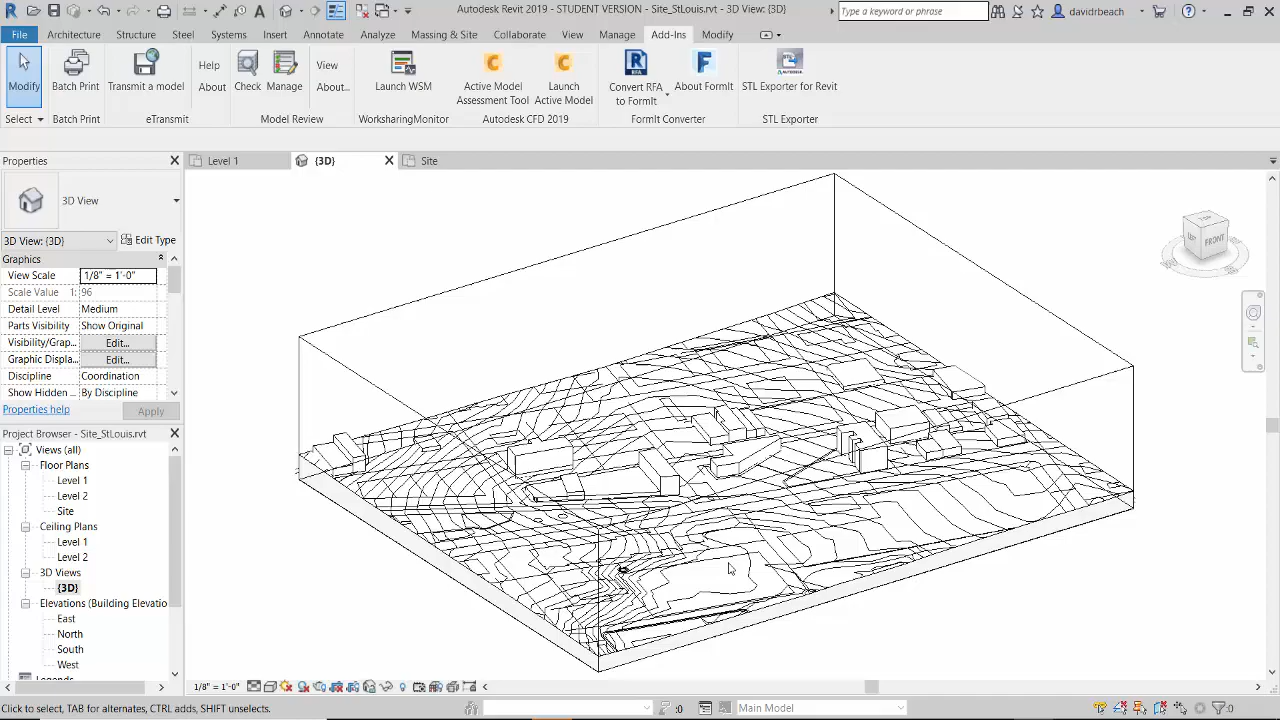 Autodesk Revit 2019 - STUDENT VERSION - Site_StLouis - 3D View: {3D}
Type a keyword or phrase
davidrbeach
File
Architecture
Structure
Steel
Systems
Insert
Annotate
Analyze
Massing & Site
Collaborate
View
Manage
Add-Ins
Modify
Modify
Batch Print
Transmit a model
Help
About
Check
Manage
View
About...
Launch WSM
Active Model
Assessment Tool
Launch
Active Model
Convert RFA
to FormIt
About FormIt
STL Exporter for Revit
Select
Batch Print
eTransmit
Model Review
WorksharingMonitor
Autodesk CFD 2019
FormIt Converter
STL Exporter
Properties
Level 1
{3D}
Site
3D View
3D View: {3D}
Edit Type
Graphics
View Scale
1/8" = 1'-0"
Scale Value 1:
96
Detail Level
Medium
Parts Visibility
Show Original
Visibility/Grap...
Edit...
Graphic Displa...
Edit...
Discipline
Coordination
Show Hidden ...
By Discipline
Properties help
Apply
Project Browser - Site_StLouis.rvt
Views (all)
Floor Plans
Level 1
Level 2
Site
Ceiling Plans
Level 1
Level 2
3D Views
{3D}
Elevations (Building Elevatio
East
North
South
West
TOP
FRONT
1/8" = 1'-0"
Click to select, TAB for alternates, CTRL adds, SHIFT unselects.
:0
Main Model
:0